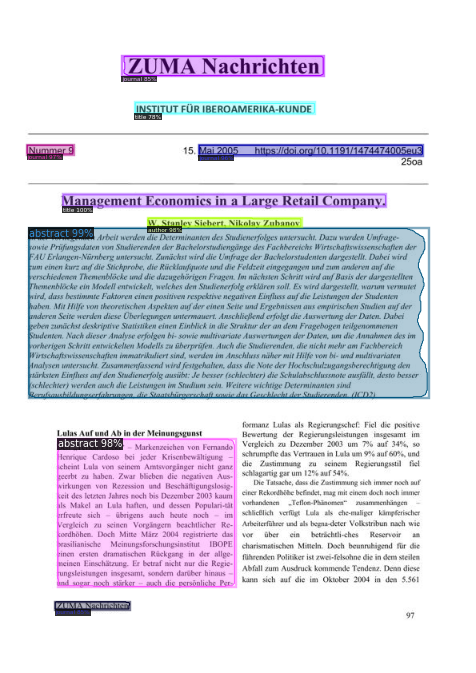 ZUMA Nachrichten
journal 85%
INSTITUT FÜR IBEROAMERIKA-KUNDE
title 78%
Nummer 9
15. Mai 2005 https://doi.org/10.1191/1474474005eu3
25oa
Management Economics in a Large Retail Company.
title 100%
W. Stanley Siebert, Nikolay Zubanov
author 98%
abstract 99%
Arbeit werden die Determinanten des Studienerfolges untersucht. Dazu wurden Umfrage-
sowie Prüfungsdaten von Studierenden der Bachelorstudiengänge des Fachbereichs Wirtschaftswissenschaften der
FAU Erlangen-Nürnberg untersucht. Zunächst wird die Umfrage der Bachelorstudenten dargestellt. Dabei wird
zum einen kurz auf die Stichprobe, die Rücklaufquote und die Feldzeit eingegangen und zum anderen auf die
verschiedenen Themenblöcke und die dazugehörigen Fragen. Im nächsten Schritt wird auf Basis des dargestellten
Themenblöcke ein Modell entwickelt, welches den Studienerfolg erklären soll. Es wird dargestellt, warum vermutet
wird, dass bestimmte Faktoren einen positiven respektive negativen Einfluss auf die Leistungen der Studenten
haben. Mit Hilfe von theoretischen Aspekten auf der einen Seite und Ergebnissen aus empirischen Studien auf der
anderen Seite werden diese Überlegungen untermauert. Anschließend erfolgt die Auswertung der Daten. Dabei
geben zunächst deskriptive Statistiken einen Einblick in die Struktur der an dem Fragebogen teilgenommenen
Studenten. Nach dieser Analyse erfolgen bi- sowie multivariate Auswertungen der Daten, um die Annahmen des im
vorherigen Schritt entwickelten Modells zu überprüfen. Auch die Studierenden, die nicht mehr am Fachbereich
Wirtschaftswissenschaften immatrikuliert sind, werden im Anschluss näher mit Hilfe von bi- und multivariaten
Analysen untersucht. Zusammenfassend wird festgehalten, dass die Note der Hochschulzugangsberechtigung den
stärksten Einfluss auf den Studienerfolg ausübt: Je besser (schlechter) die Schulabschlussnote ausfällt, desto besser
(schlechter) werden auch die Leistungen im Studium sein. Weitere wichtige Determinanten sind
Berufsausbildungserfahrungen, die Staatsbürgerschaft sowie das Geschlecht der Studierenden. (ICD2)
Lulas Auf und Ab in der Meinungsgunst
abstract 98%
– Markenzeichen von Fernando
Henrique Cardoso bei jeder Krisenbewältigung –
scheint Lula von seinem Amtsvorgänger nicht ganz
geerbt zu haben. Zwar blieben die negativen Aus-
wirkungen von Rezession und Beschäftigungslosig-
keit des letzten Jahres noch bis Dezember 2003 kaum
als Makel an Lula haften, und dessen Populari-tät
erfreute sich – übrigens auch heute noch – im
Vergleich zu seinen Vorgängern beachtlicher Re-
kordhöhen. Doch Mitte März 2004 registrierte das
brasilianische Meinungsforschungsinstitut IBOPE
einen ersten dramatischen Rückgang in der allge-
meinen Einschätzung. Er betraf nicht nur die Regie-
rungsleistungen insgesamt, sondern darüber hinaus –
und sogar noch stärker – auch die persönliche Per-
formanz Lulas als Regierungschef: Fiel die positive
Bewertung der Regierungsleistungen insgesamt im
Vergleich zu Dezember 2003 um 7% auf 34%, so
schrumpfte das Vertrauen in Lula um 9% auf 60%, und
die Zustimmung zu seinem Regierungsstil fiel
schlagartig gar um 12% auf 54%.
Die Tatsache, dass die Zustimmung sich immer noch auf
einer Rekordhöhe befindet, mag mit einem doch noch immer
vorhandenen „Teflon-Phänomen“ zusammenhängen –
schließlich verfügt Lula als ehe-maliger kämpferischer
Arbeiterführer und als begna-deter Volkstribun nach wie
vor über ein beträchtli-ches Reservoir an
charismatischen Mitteln. Doch beunruhigend für die
führenden Politiker ist zwei-felsohne die in dem steilen
Abfall zum Ausdruck kommende Tendenz. Denn diese
kann sich auf die im Oktober 2004 in den 5.561
ZUMA Nachrichten
97